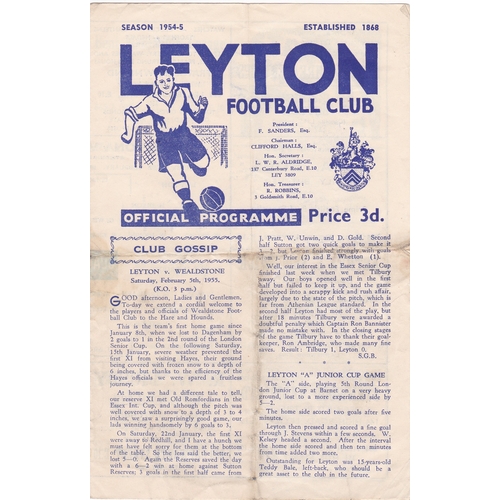 SEASON 1954-5
ESTABLISHED 1868
LEYTON
FOOTBALL CLUB
President :
F. SANDERS, Esq.
Chairman :
CLIFFORD HALLS, Esq.
Hon. Secretary :
L. W. R. ALDRIDGE,
237 Canterbury Road, E.10
LEY 3809
Hon. Treasurer :
R. ROBBINS,
5 Goldsmith Road, E.10
OFFICIAL PROGRAMME Price 3d.
CLUB GOSSIP
LEYTON v. WEALDSTONE
Saturday, February 5th, 1955.
(K.O. 3 p.m.)
GOOD afternoon, Ladies and Gentlemen.
To-day we extend a cordial welcome to the
players and officials of Wealdstone Foot-
ball Club to the Hare and Hounds.
This is the team's first home game since
January 8th, when we lost to Dagenham by
2 goals to 1 in the 2nd round of the London
Senior Cup. On the following Saturday,
15th January, severe weather prevented the
first XI from visiting Hayes, their ground
being covered with frozen snow to a depth of
6 inches, but thanks to the efficiency of the
Hayes officials we were spared a fruitless
journey.
At home we had a different tale to tell,
our reserve XI met Old Romfordians in the
Essex Int. Cup, and although the pitch was
well covered with snow to a depth of 3 to 4
inches, we saw a surprisingly good game, our
lads winning handsomely by 6 goals to 3.
On Saturday, 22nd January, the first XI
were away to Redhill, and I have a hunch we
must have felt sorry for them at the bottom
of the table. So the less said the better, we
lost 5—0. Again the Reserves saved the day
with a 6—2 win at home against Sutton
Reserves; 3 goals in the first half came from
J. Pratt, W. Unwin, and D. Gold. Second
half Sutton got two quick goals to make it
3—2, but Leyton finished strongly with goals
from J. Price (2) and E. Whetton (1).
Well, our interest in the Essex Senior Cup
finished last week when we met Tilbury
away. Our boys opened well in the first
half but failed to keep it up, and the game
developed into a scrappy kick and rush affair,
largely due to the state of the pitch, which is
far from Athenian League standard. In the
second half Leyton had most of the play, but
after 18 minutes Tilbury were awarded a
doubtful penalty which Captain Ron Bannister
made no mistake with. In the closing stages
of the game Tilbury have to thank their goal-
keeper, Ron Ambridge, who made many fine
saves. Result : Tilbury 1, Leyton 0.
S.G.B.
* * *
LEYTON "A" JUNIOR CUP GAME
The "A" side, playing 5th Round Lon-
don Junior Cup at Barnet on a very heavy
ground, lost to a more experienced side by
5—2.
The home side scored two goals after five
minutes.
Leyton then pressed and scored a fine goal
through J. Stevens within a few seconds. W.
Kelsey headed a second. After the interval
the home side scored and then ten minutes
from time added two more.
Outstanding for Leyton was 15-years-old
Teddy Bale, left-back, who should be a
great asset to the club in the future.